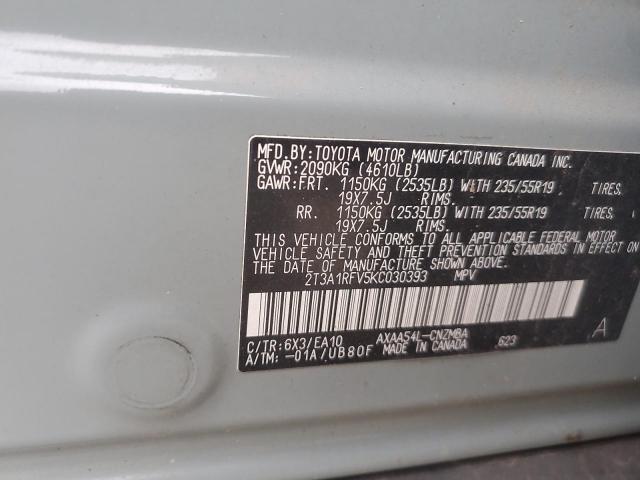 MFD.BY:TOYOTA MOTOR MANUFACTURING CANADA INC.
GVWR:2090KG (4610LB)
GAWR:FRT. 1150KG (2535LB) WITH 235/55R19 TIRES,
19X7.5J RIMS.
RR. 1150KG (2535LB) WITH 235/55R19 TIRES,
19X7.5J RIMS.
THIS VEHICLE CONFORMS TO ALL APPLICABLE FEDERAL MOTOR
VEHICLE SAFETY AND THEFT PREVENTION STANDARDS IN EFFECT ON
THE DATE OF MANUFACTURE SHOWN ABOVE.
2T3A1RFV5KC030393 MPV
C/TR:6X3/EA10 AXAA54L-CNZMBA 623 A
A/TM:-01A/UB80F MADE IN CANADA